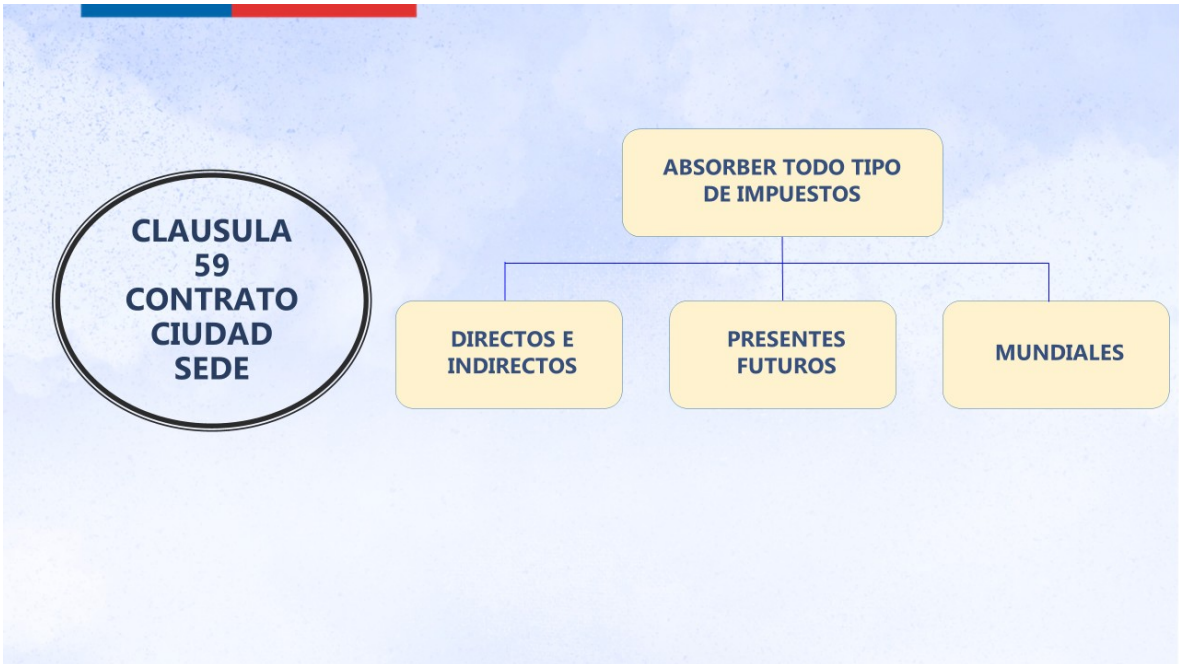 CLAUSULA
59
CONTRATO
CIUDAD
SEDE
ABSORBER TODO TIPO
DE IMPUESTOS
DIRECTOS E
INDIRECTOS
PRESENTES
FUTUROS
MUNDIALES